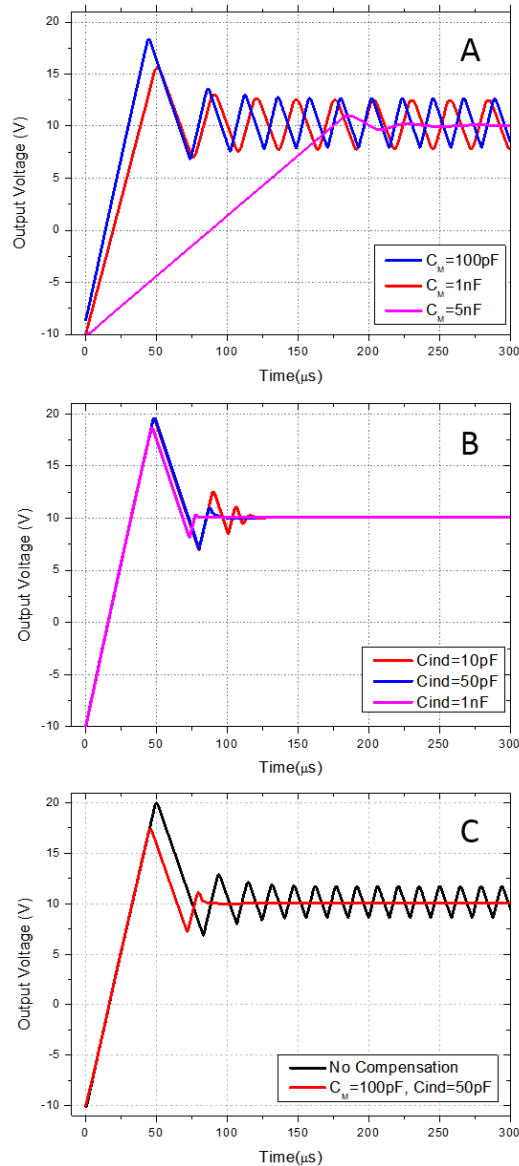 A
20
15
10
5
0
-5
-10
Output Voltage (V)
C_M=100pF
C_M=1nF
C_M=5nF
0 50 100 150 200 250 300
Time(μs)
B
20
15
10
5
0
-5
-10
Output Voltage (V)
Cind=10pF
Cind=50pF
Cind=1nF
0 50 100 150 200 250 300
Time(μs)
C
20
15
10
5
0
-5
-10
Output Voltage (V)
No Compensation
C_M=100pF, Cind=50pF
0 50 100 150 200 250 300
Time(μs)